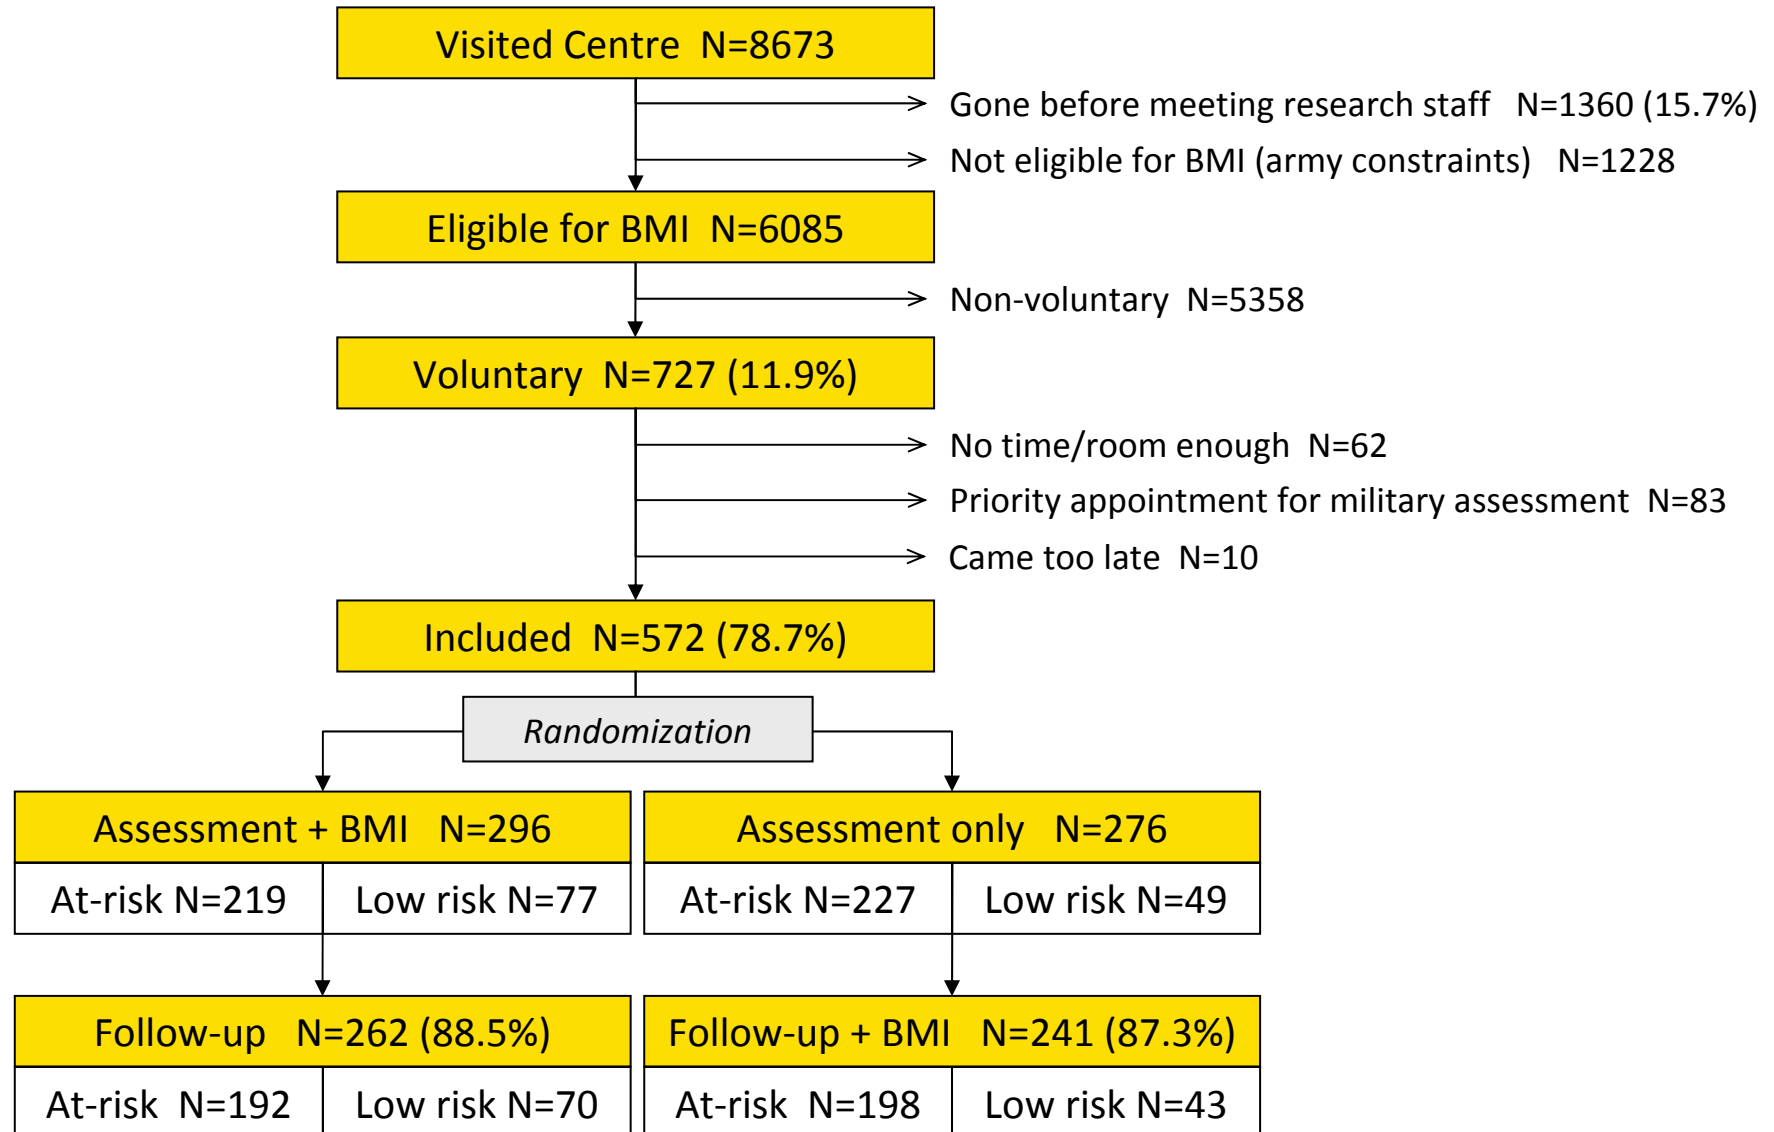 Visited Centre N=8673
Gone before meeting research staff N=1360 (15.7%)
Not eligible for BMI (army constraints) N=1228
Eligible for BMI N=6085
Non-voluntary N=5358
Voluntary N=727 (11.9%)
No time/room enough N=62
Priority appointment for military assessment N=83
Came too late N=10
Included N=572 (78.7%)
Randomization
Assessment + BMI N=296
Assessment only N=276
At-risk N=219
Low risk N=77
At-risk N=227
Low risk N=49
Follow-up N=262 (88.5%)
Follow-up + BMI N=241 (87.3%)
At-risk N=192
Low risk N=70
At-risk N=198
Low risk N=43